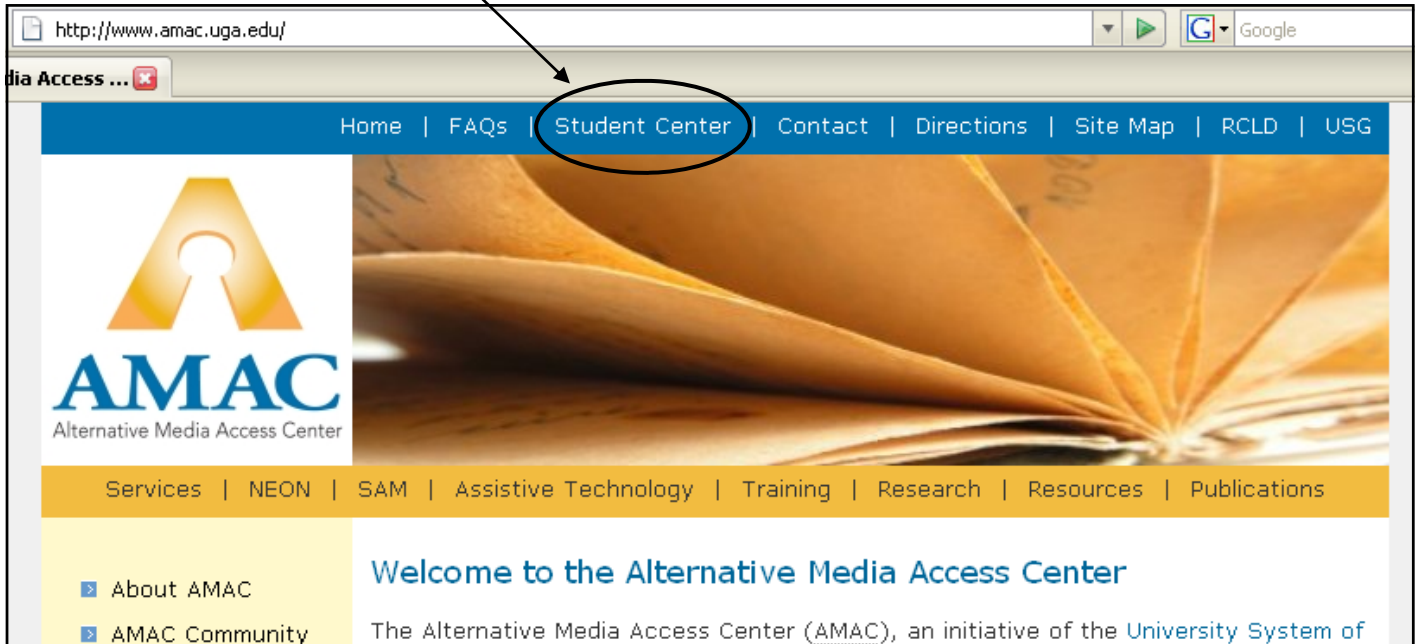 http://www.amac.uga.edu/
Google
dia Access ...
Home | FAQs | Student Center | Contact | Directions | Site Map | RCLD | USG
AMAC
Alternative Media Access Center
Services | NEON | SAM | Assistive Technology | Training | Research | Resources | Publications
About AMAC
AMAC Community
Welcome to the Alternative Media Access Center
The Alternative Media Access Center (AMAC), an initiative of the University System of